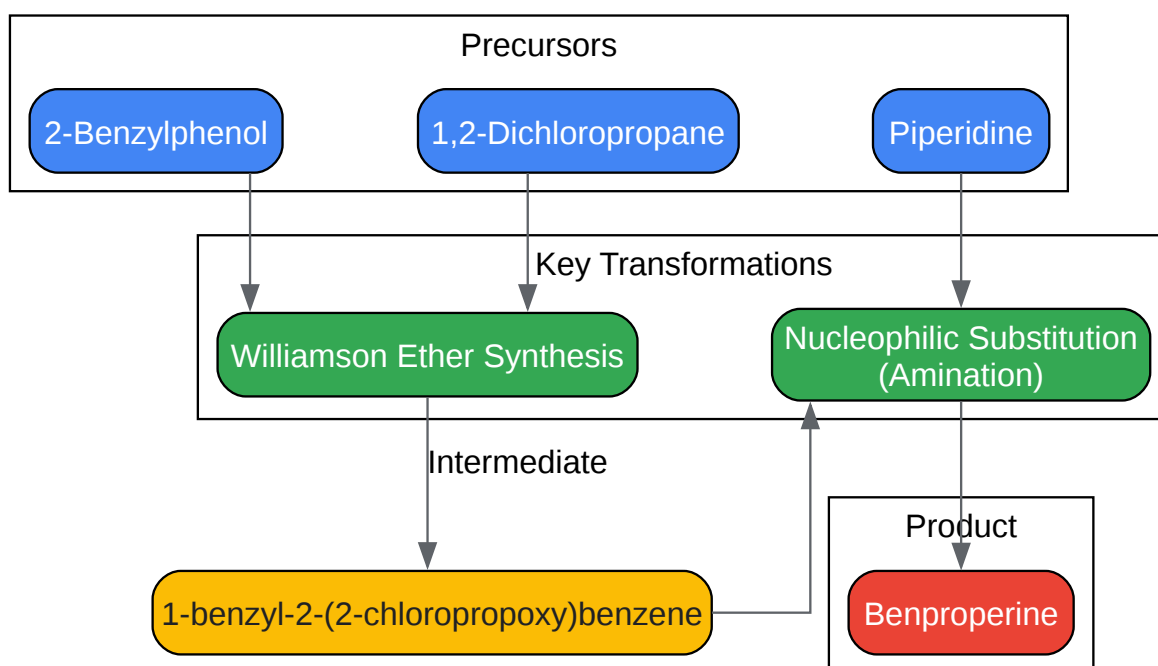 Precursors
2-Benzylphenol
1,2-Dichloropropane
Piperidine
Key Transformations
Williamson Ether Synthesis
Nucleophilic Substitution
(Amination)
Intermediate
Product
1-benzyl-2-(2-chloropropoxy)benzene
Benproperine